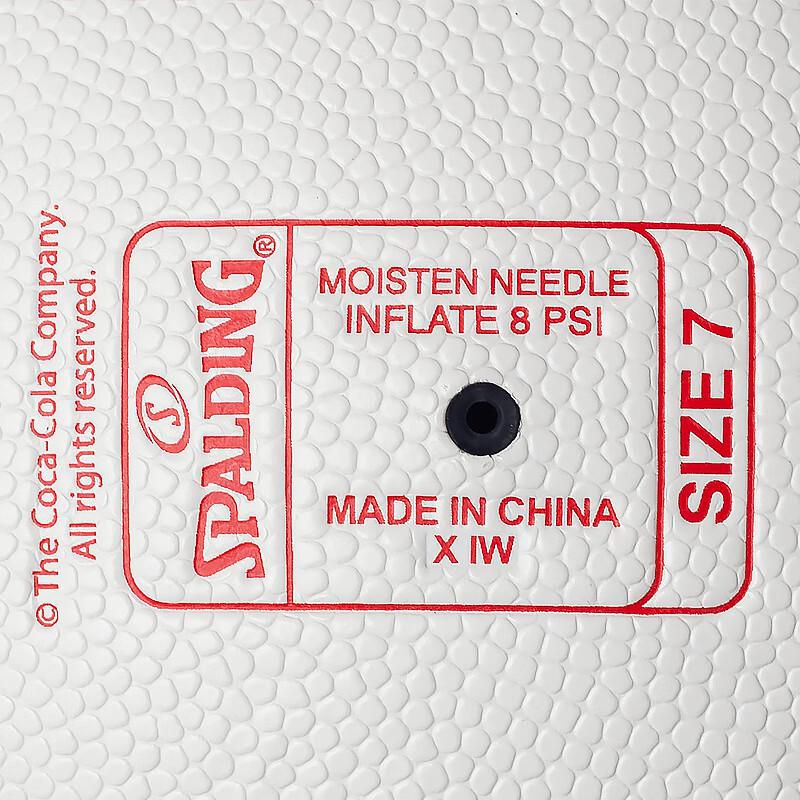 © The Coca-Cola Company.
All rights reserved.
S
SPALDING®
MOISTEN NEEDLE
INFLATE 8 PSI
MADE IN CHINA
X IW
SIZE 7